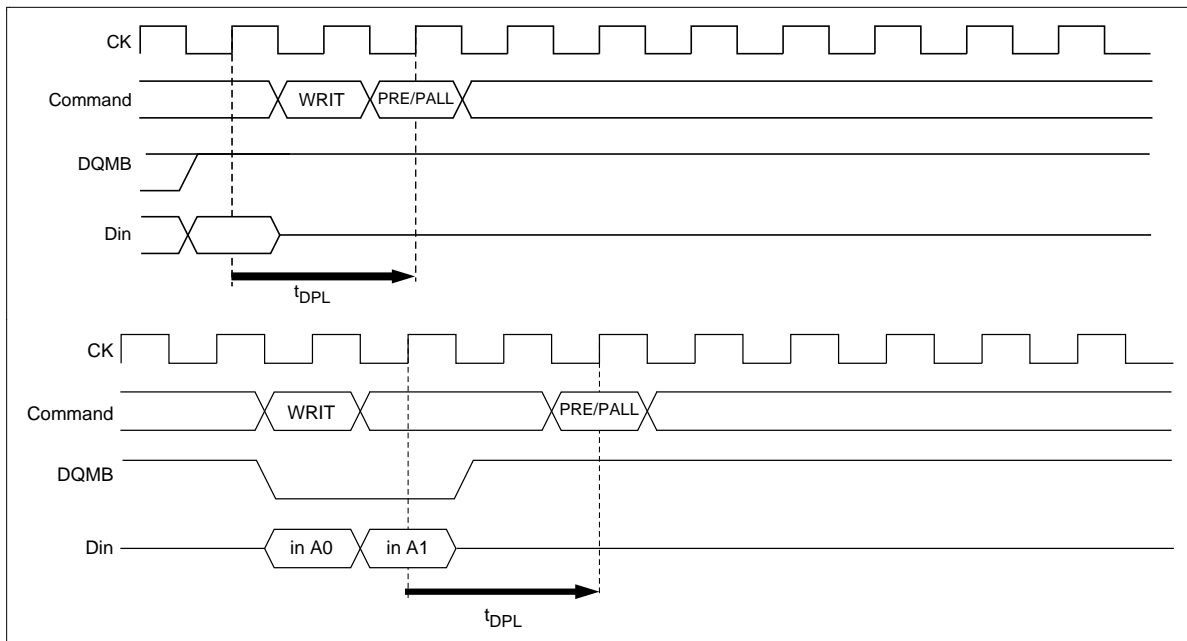 CK
Command WRIT PRE/PALL
DQMB
Din
tDPL
CK
Command WRIT PRE/PALL
DQMB
Din in A0 in A1
tDPL